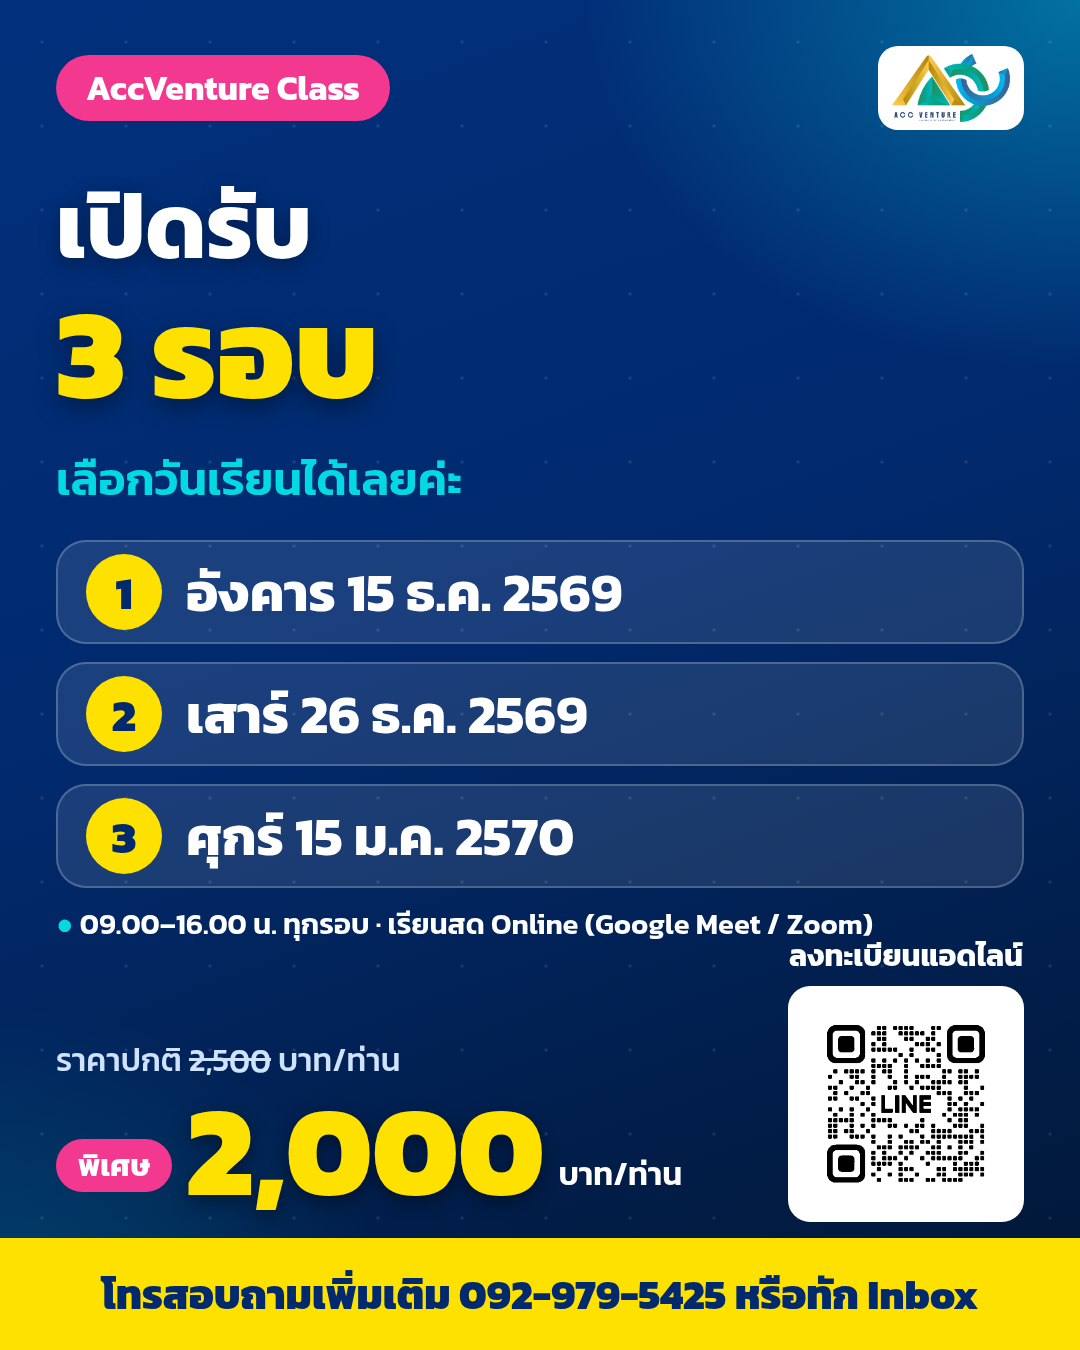 AccVenture Class
ACC VENTURE
เปิดรับ
3 รอบ
เลือกวันเรียนได้เลยค่ะ
1 อังคาร 15 ธ.ค. 2569
2 เสาร์ 26 ธ.ค. 2569
3 ศุกร์ 15 ม.ค. 2570
• 09.00–16.00 น. ทุกรอบ · เรียนสด Online (Google Meet / Zoom)
ลงทะเบียนแอดไลน์
LINE
ราคาปกติ 2,500 บาท/ท่าน
พิเศษ 2,000 บาท/ท่าน
โทรสอบถามเพิ่มเติม 092-979-5425 หรือทัก Inbox